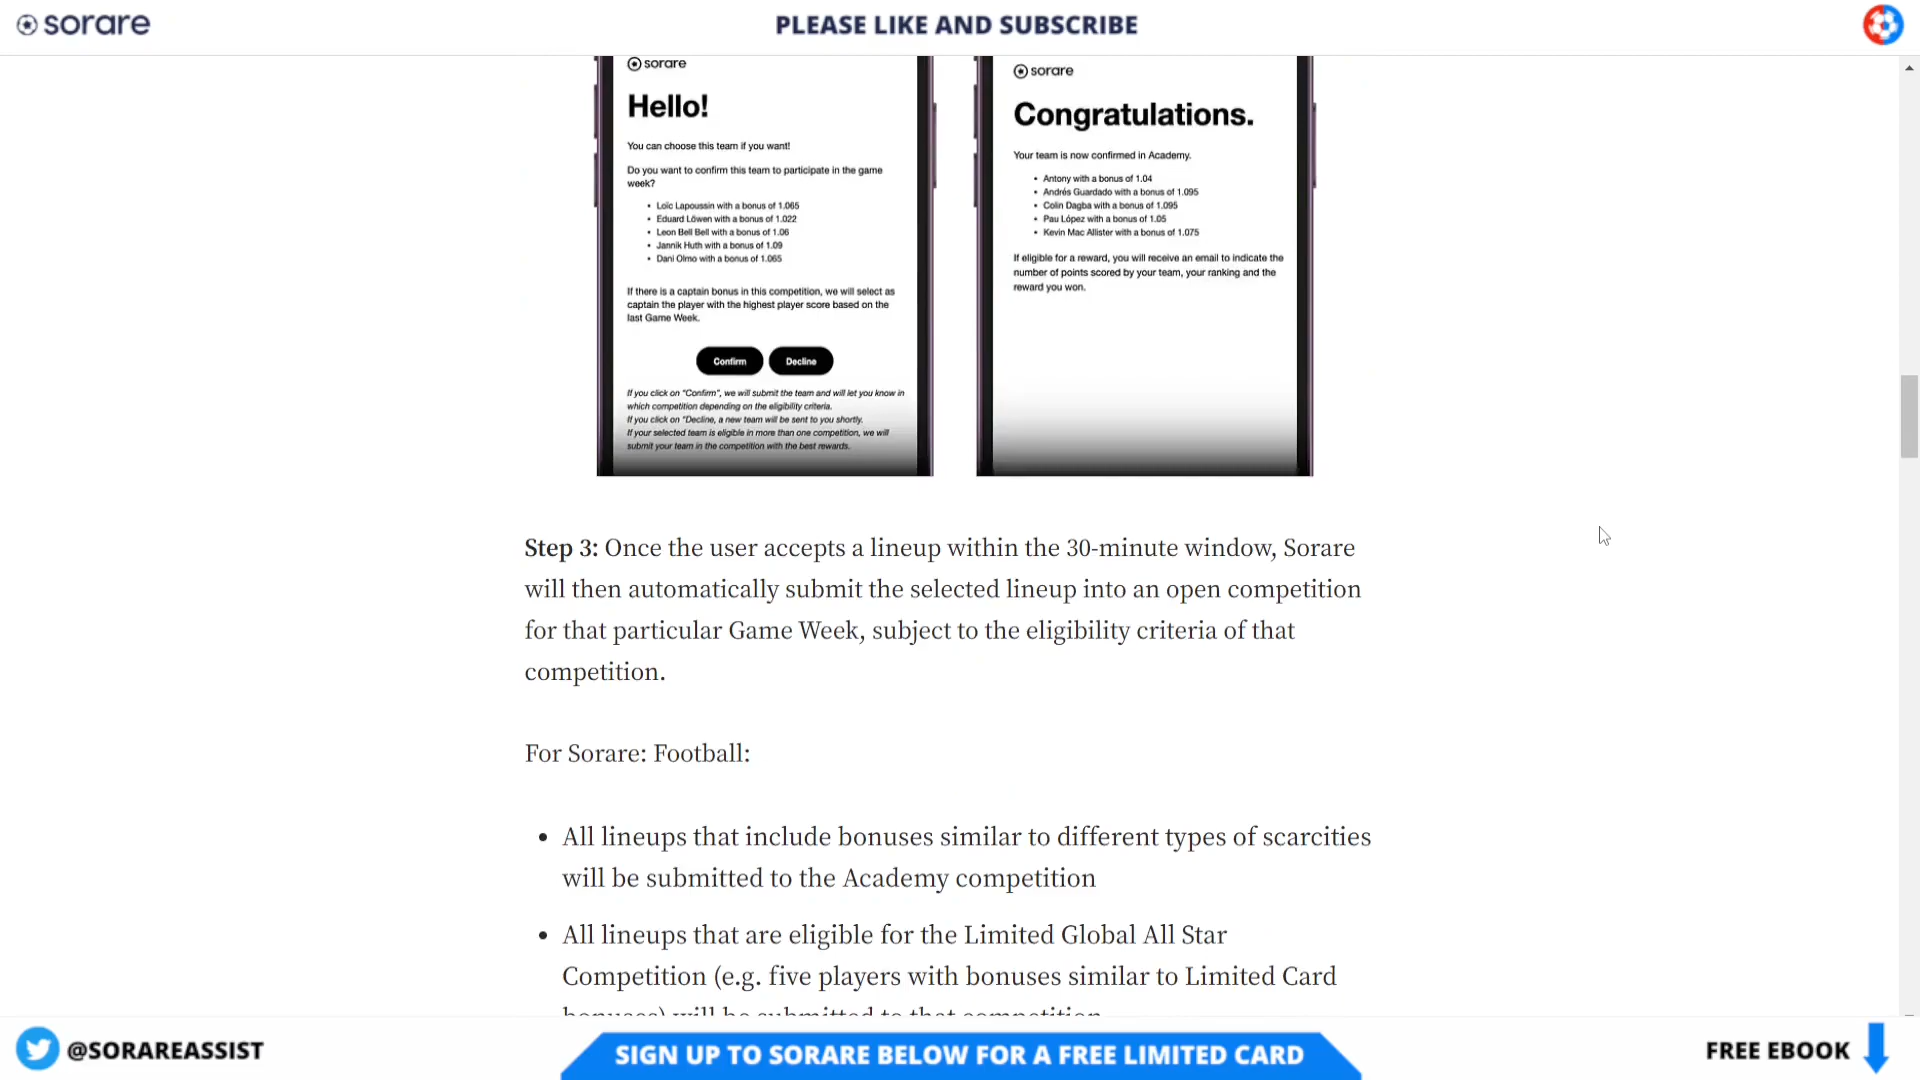 sorare
PLEASE LIKE AND SUBSCRIBE
sorare
Hello!
You can choose this team if you want!
Do you want to confirm this team to participate in the game
week?
• Loïc Lapoussin with a bonus of 1.065
• Eduard Löwen with a bonus of 1.022
• Leon Bell Bell with a bonus of 1.06
• Jannik Huth with a bonus of 1.09
• Dani Olmo with a bonus of 1.065
If there is a captain bonus in this competition, we will select as
captain the player with the highest player score based on the
last Game Week.
Confirm
Decline
If you click on "Confirm", we will submit the team and will let you know in
which competition depending on the eligibility criteria.
If you click on "Decline, a new team will be sent to you shortly.
If your selected team is eligible in more than one competition, we will
submit your team in the competition with the best rewards.
sorare
Congratulations.
Your team is now confirmed in Academy.
• Antony with a bonus of 1.04
• Andrés Guardado with a bonus of 1.095
• Colin Dagba with a bonus of 1.095
• Pau López with a bonus of 1.05
• Kevin Mac Allister with a bonus of 1.075
If eligible for a reward, you will receive an email to indicate the
number of points scored by your team, your ranking and the
reward you won.
Step 3: Once the user accepts a lineup within the 30-minute window, Sorare
will then automatically submit the selected lineup into an open competition
for that particular Game Week, subject to the eligibility criteria of that
competition.
For Sorare: Football:
• All lineups that include bonuses similar to different types of scarcities
will be submitted to the Academy competition
• All lineups that are eligible for the Limited Global All Star
Competition (e.g. five players with bonuses similar to Limited Card
bonuses) will be submitted to that competition
@SORAREASSIST
SIGN UP TO SORARE BELOW FOR A FREE LIMITED CARD
FREE EBOOK